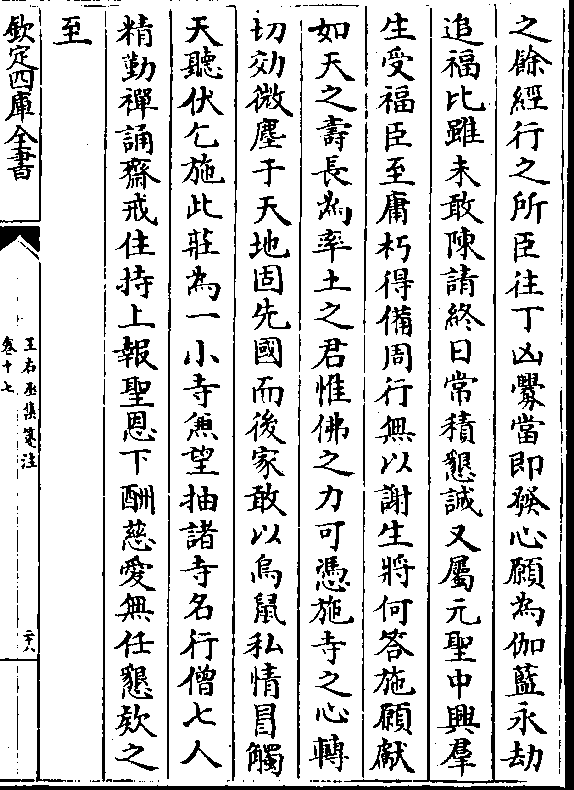 之餘經行之所臣往丁凶釁當即發心願為伽藍永劫
追福比雖未敢陳請終日常積懇誠又屬元聖中興羣
生受福臣至庸朽得備周行無以謝生將何答施願獻
如天之壽長為率土之君惟佛之力可憑施寺之心轉
切効微塵于天地固先國而後家敢以烏鼠私情冒觸
天聽伏乞施此莊為一小寺兼望抽諸寺名行僧七人
精勤禪誦齋戒住持上報聖恩下酬慈愛無任懇欵之
至
欽定四庫全書
王右丞集箋注
卷十七
二十八